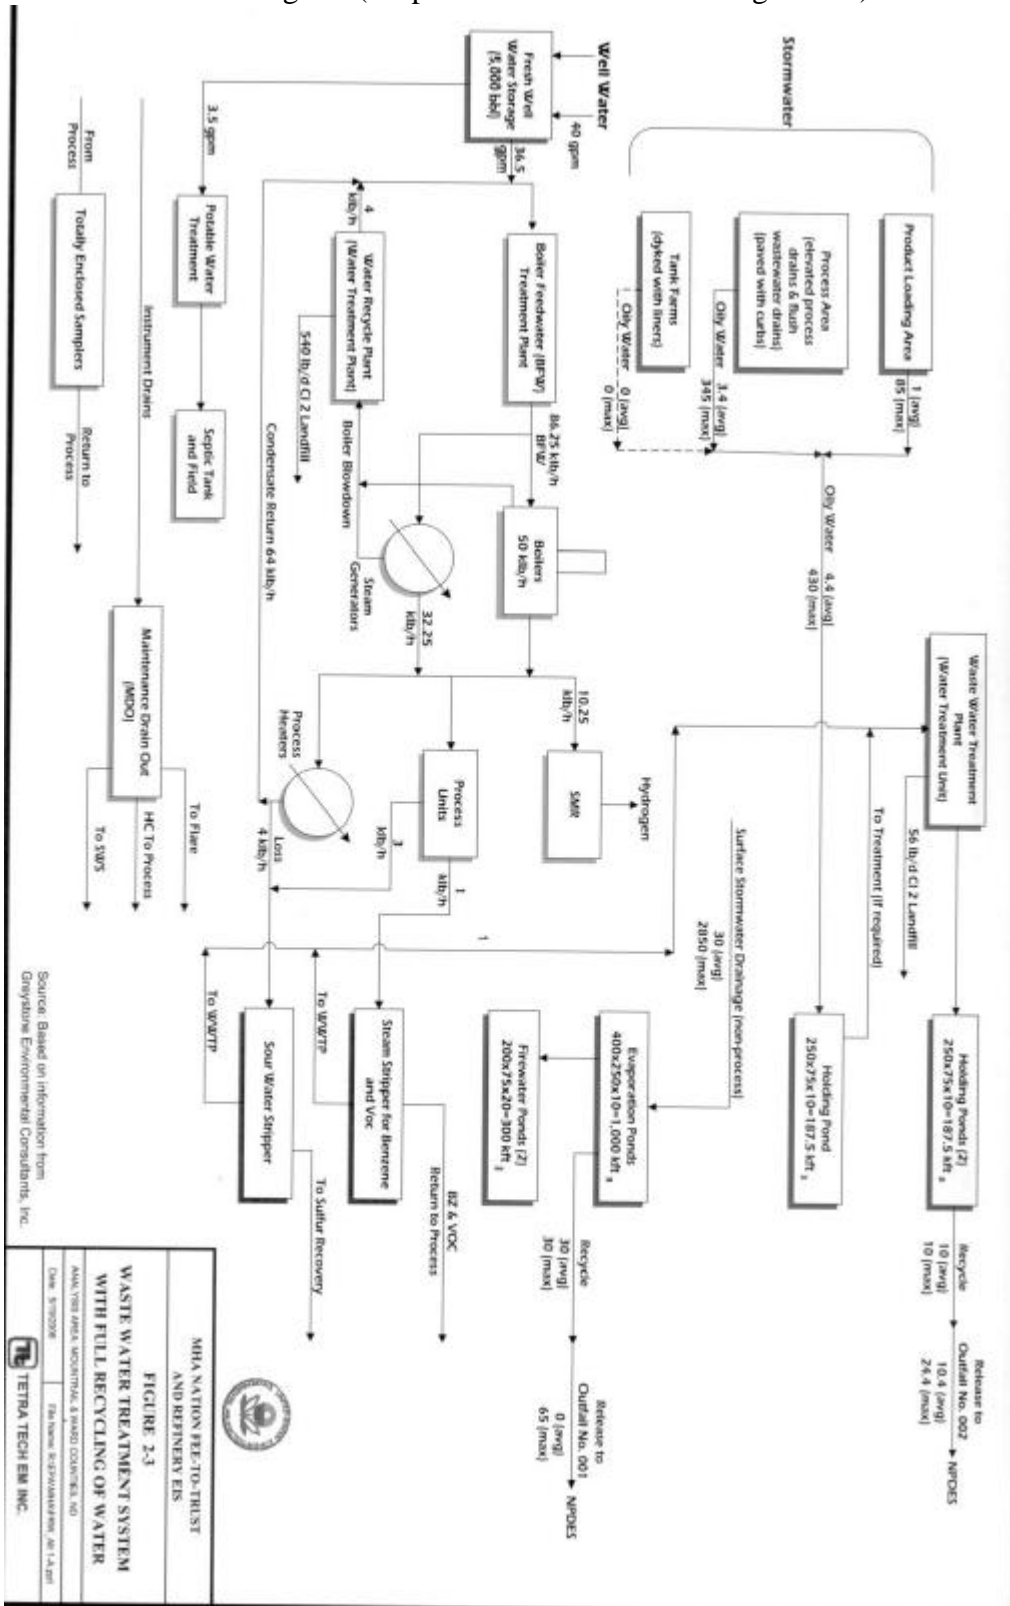 Stormwater
Product Loading Area
1 (avg)
85 (max)
Process Area
(elevated process
drains & flush
wastewater drains)
(paved with curbs)
Oily Water
3.4 (avg)
345 (max)
Tank Farms
(dyked with liners)
Oily Water
0 (avg)
0 (max)
Oily Water
4.4 (avg)
430 (max)
Waste Water Treatment
Plant
(Water Treatment Unit)
56 lb/d Cl 2 Landfill
To Treatment (if required)
Holding Ponds (2)
250x75x10=187.5 kft 3
Recycle
10 (avg)
10 (max)
Release to
Outfall No. 002
10.4 (avg)
24.4 (max)
NPDES
Holding Pond
250x75x10=187.5 kft 3
Surface Stormwater Drainage (non-process)
30 (avg)
2850 (max)
Evaporation Ponds
400x250x10=1,000 kft 3
Recycle
30 (avg)
30 (max)
Release to
Outfall No. 001
0 (avg)
65 (max)
NPDES
Firewater Ponds (2)
200x75x20=300 kft 3
Well Water
40 gpm
Fresh Well
Water Storage
(5,000 bbl)
36.5
gpm
3.5 gpm
Boiler Feedwater (BFW)
Treatment Plant
86.25 klb/h
BFW
Boilers
50 klb/h
10.25
klb/h
SMR
Hydrogen
Water Recycle Plant
(Water Treatment Plant)
4
klb/h
540 lb/d Cl 2 Landfill
Boiler Blowdown
Steam
Generators
32.25
klb/h
Process
Units
3
klb/h
1
klb/h
1
Process
Heaters
Loss
4 klb/h
Condensate Return 64 klb/h
Steam Stripper for Benzene
and Voc
To WWTP
BZ & VOC
Return to Process
Sour Water Stripper
To WWTP
To Sulfur Recovery
Potable Water
Treatment
Septic Tank
and Field
Instrument Drains
Maintenance Drain Out
(MDO)
To Flare
HC To Process
To SWS
From
Process
Totally Enclosed Samplers
Return to
Process
Source: Based on information from
Greystone Environmental Consultants, Inc.
MHA NATION FEE-TO-TRUST
AND REFINERY EIS
FIGURE 2-3
WASTE WATER TREATMENT SYSTEM
WITH FULL RECYCLING OF WATER
ANALYSIS AREA: MOUNTRAIL & WARD COUNTIES, ND
TETRA TECH EM INC.